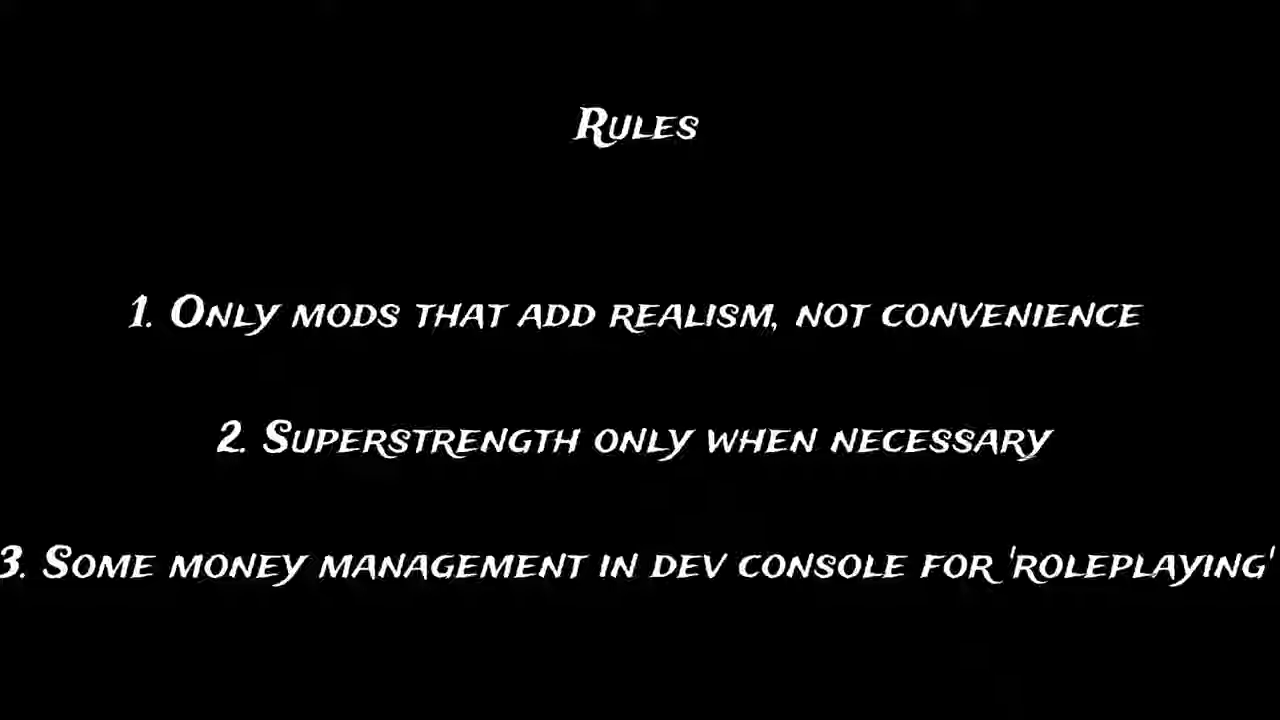 Rules
1. Only mods that add realism, not convenience
2. Superstrength only when necessary
3. Some money management in dev console for 'roleplaying'